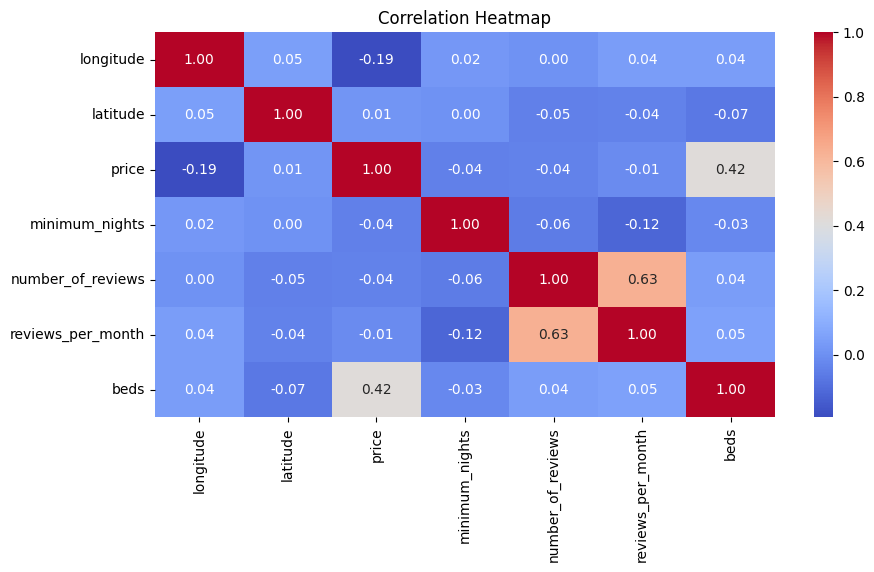 Correlation Heatmap
longitude 1.00 0.05 -0.19 0.02 0.00 0.04 0.04
latitude 0.05 1.00 0.01 0.00 -0.05 -0.04 -0.07
price -0.19 0.01 1.00 -0.04 -0.04 -0.01 0.42
minimum_nights 0.02 0.00 -0.04 1.00 -0.06 -0.12 -0.03
number_of_reviews 0.00 -0.05 -0.04 -0.06 1.00 0.63 0.04
reviews_per_month 0.04 -0.04 -0.01 -0.12 0.63 1.00 0.05
beds 0.04 -0.07 0.42 -0.03 0.04 0.05 1.00
longitude
latitude
price
minimum_nights
number_of_reviews
reviews_per_month
beds
1.0
0.8
0.6
0.4
0.2
0.0